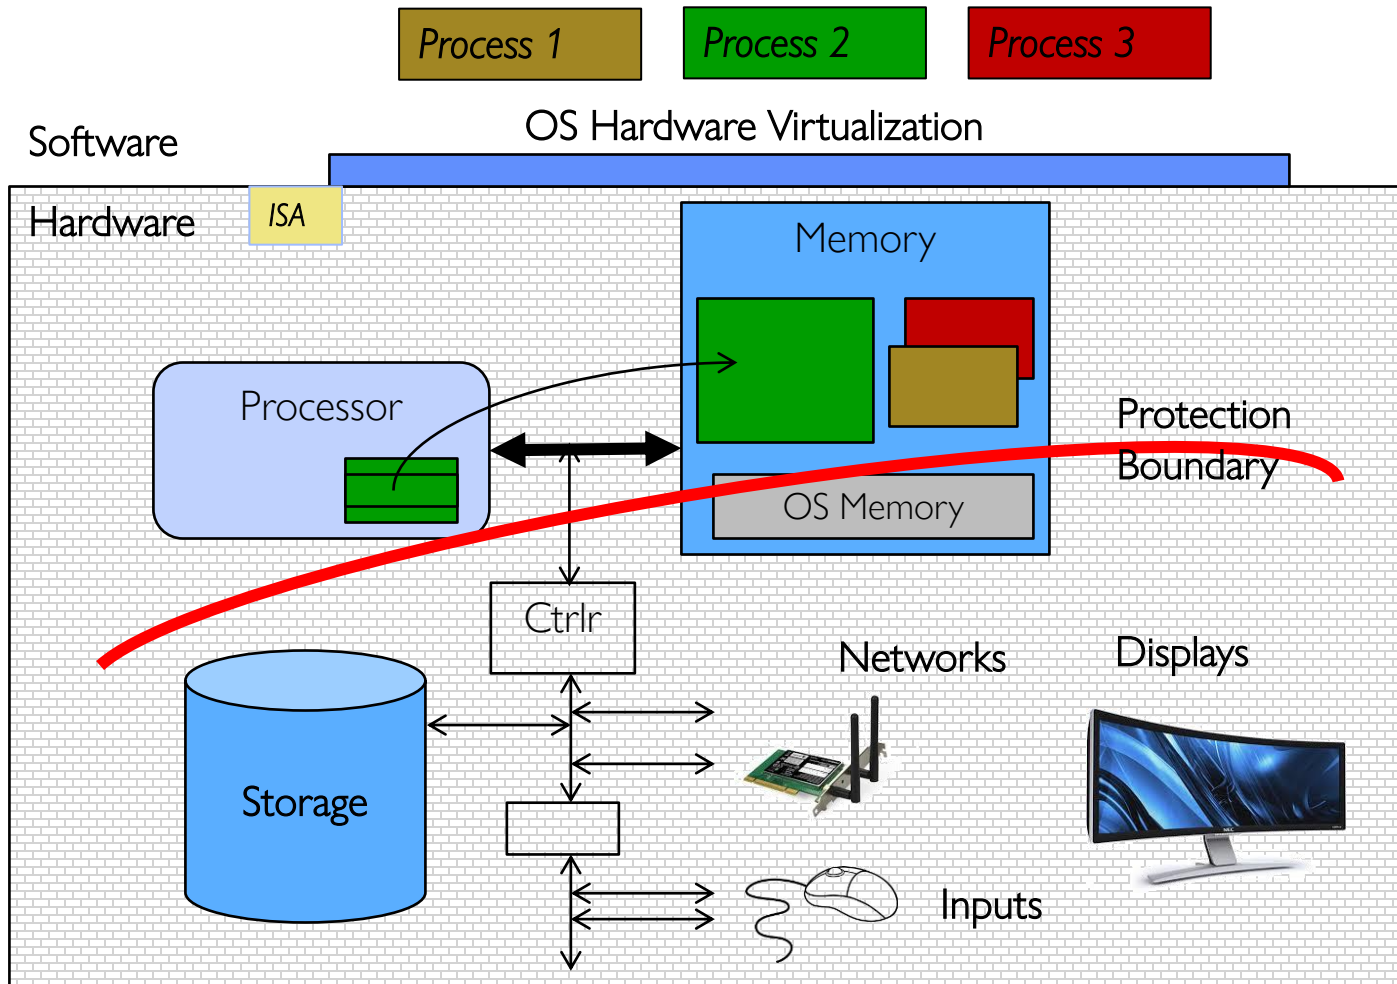 Process 1
Process 2
Process 3
OS Hardware Virtualization
Software
Hardware
ISA
Memory
Processor
Protection
Boundary
OS Memory
Ctrlr
Networks
Displays
Storage
Inputs